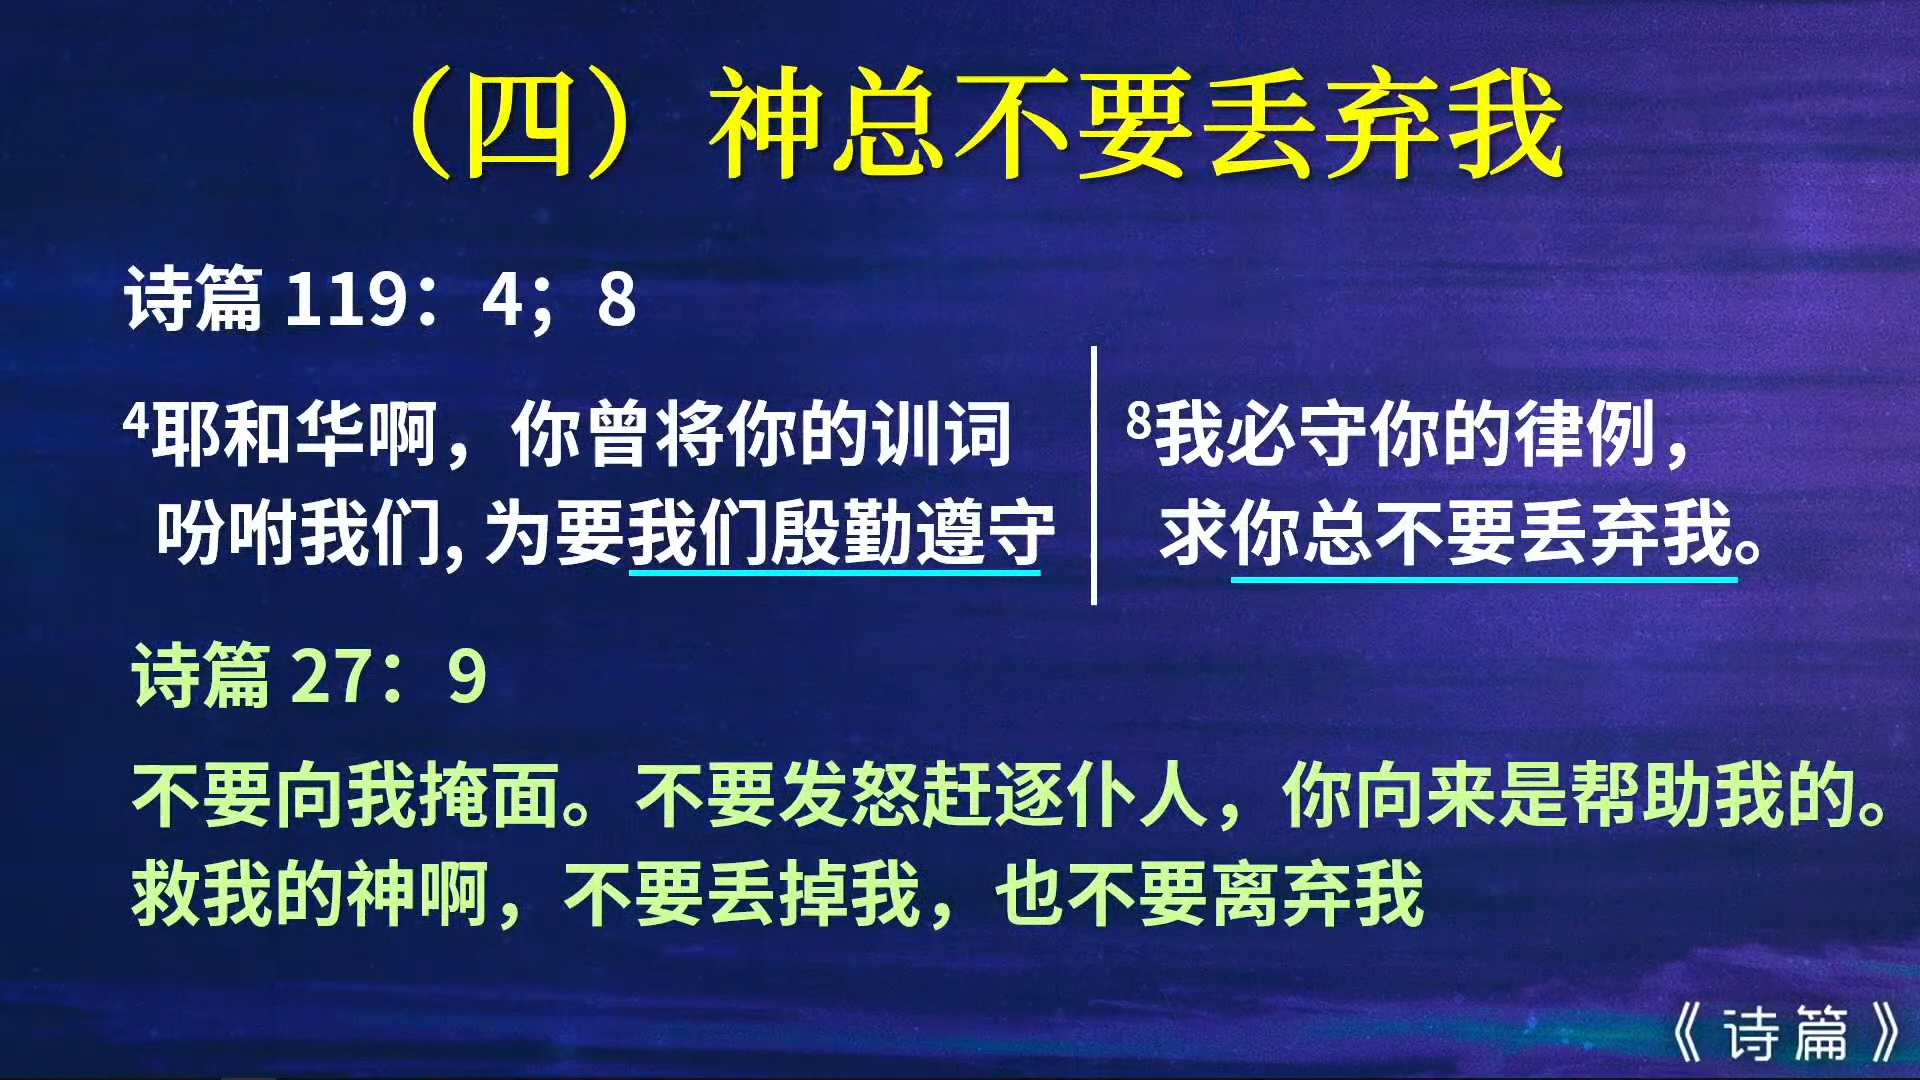 （四）神总不要丢弃我
诗篇 119：4；8
4耶和华啊，你曾将你的训词
吩咐我们，为要我们殷勤遵守
8我必守你的律例，
求你总不要丢弃我。
诗篇 27：9
不要向我掩面。不要发怒赶逐仆人，你向来是帮助我的。
救我的神啊，不要丢掉我，也不要离弃我
《诗篇》